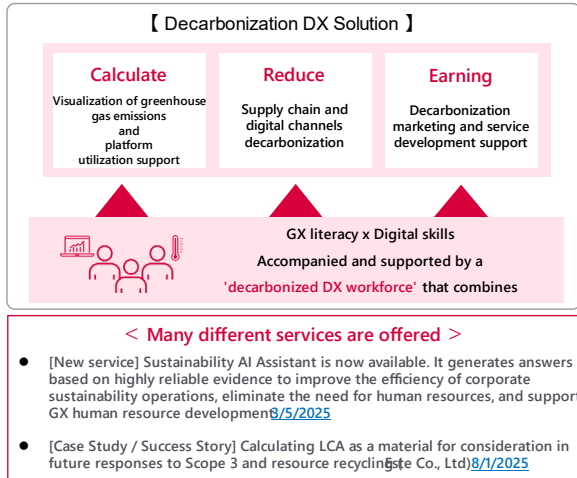 【 Decarbonization DX Solution 】
Calculate
Visualization of greenhouse
gas emissions
and
platform
utilization support
Reduce
Supply chain and
digital channels
decarbonization
Earning
Decarbonization
marketing and service
development support
GX literacy x Digital skills
Accompanied and supported by a
'decarbonized DX workforce' that combines
< Many different services are offered >
● [New service] Sustainability AI Assistant is now available. It generates answers
based on highly reliable evidence to improve the efficiency of corporate
sustainability operations, eliminate the need for human resources, and support
GX human resource development 3/5/2025
● [Case Study / Success Story] Calculating LCA as a material for consideration in
future responses to Scope 3 and resource recycling Co., Ltd) 8/1/2025